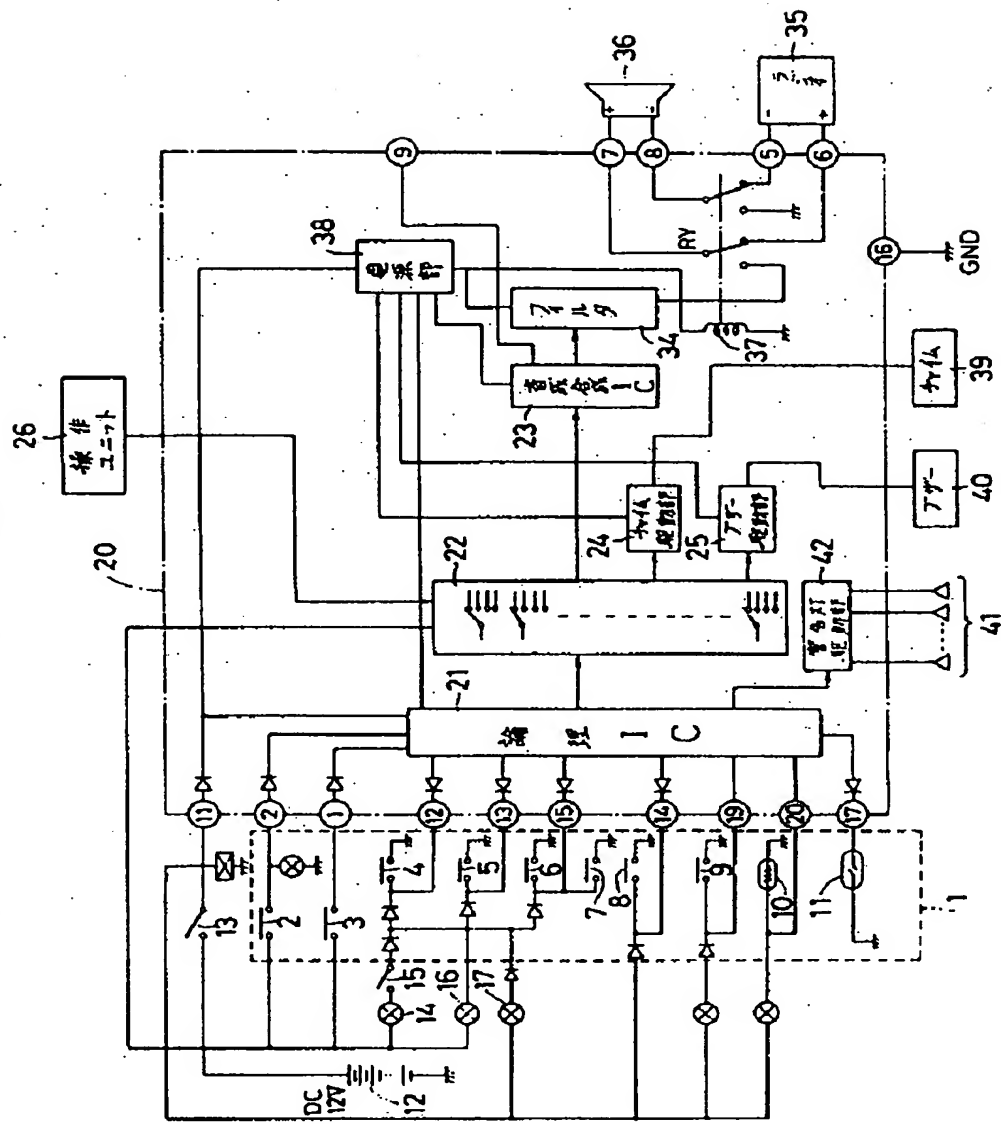 26
操作
ユニット
20
38
電源部
9
36
+
-
7
8
35
ラジオ
-
+
5
6
RY
16
GND
フィルタ
34
37
音声合成IC
23
チャイム
39
ブザー
40
22
24
チャイム
駆動部
25
ブザー
駆動部
42
警告灯
駆動部
41
21
論理IC
11
2
1
12
13
15
14
19
20
17
13
2
3
4
5
6
7
8
9
10
11
1
15
14
16
17
DC
12V
12